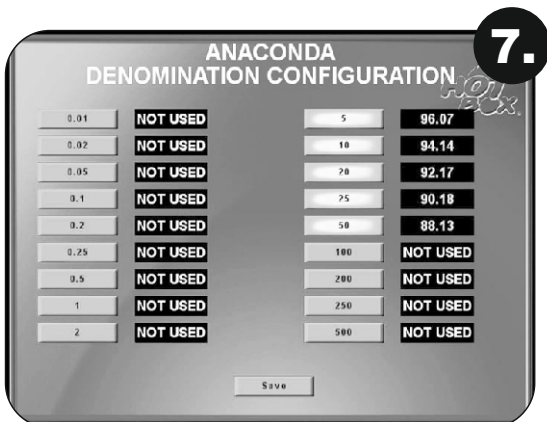 7.
ANACONDA
DENOMINATION CONFIGURATION
HOT
BOX.
0.01 NOT USED 5 96.07
0.02 NOT USED 10 94.14
0.05 NOT USED 20 92.17
0.1 NOT USED 25 90.18
0.2 NOT USED 50 88.13
0.25 NOT USED 100 NOT USED
0.5 NOT USED 200 NOT USED
1 NOT USED 250 NOT USED
2 NOT USED 500 NOT USED
Save